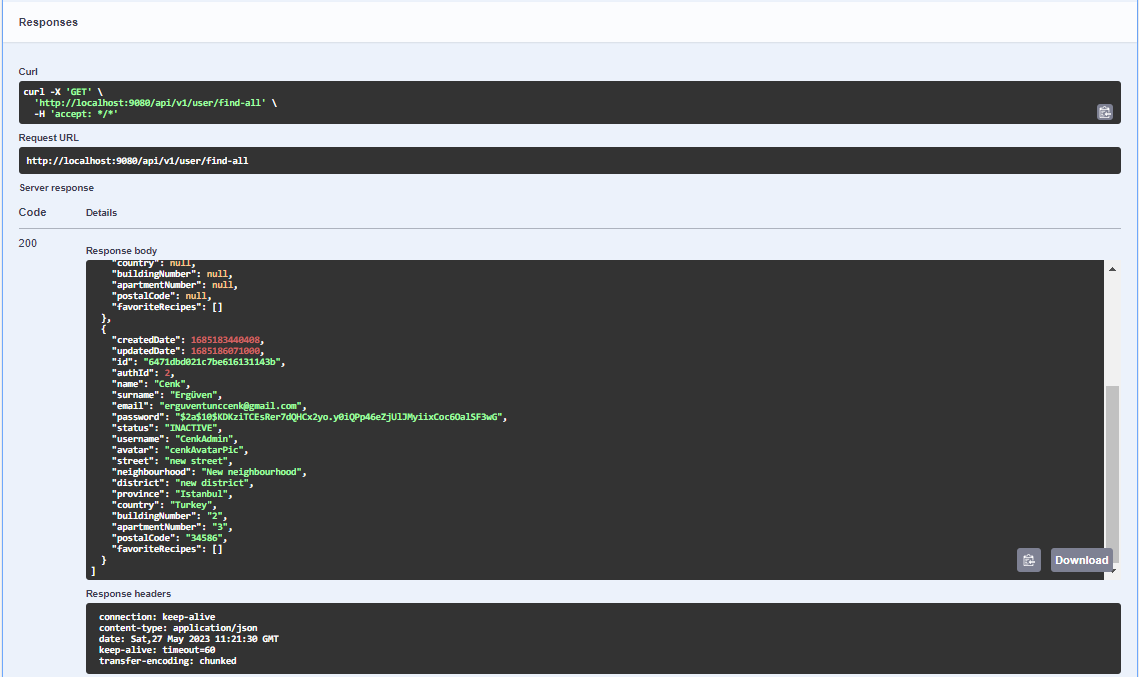 Responses
Curl
curl -X 'GET' \
  'http://localhost:9080/api/v1/user/find-all' \
  -H 'accept: */*'
Request URL
http://localhost:9080/api/v1/user/find-all
Server response
Code Details
200
Response body
"country": null,
"buildingNumber": null,
"apartmentNumber": null,
"postalCode": null,
"favoriteRecipes": []
},
{
"createdDate": 1685183440408,
"updatedDate": 1685186071000,
"id": "6471dbd021c7be616131143b",
"authId": 2,
"name": "Cenk",
"surname": "Ergüven",
"email": "erguventunccenk@gmail.com",
"password": "$2a$10$KDKziTCEsRer7dQHCx2yo.y0iQPp46eZjUlJMyiixCoc6OalSF3wG",
"status": "INACTIVE",
"username": "CenkAdmin",
"avatar": "cenkAvatarPic",
"street": "new street",
"neighbourhood": "New neighbourhood",
"district": "new district",
"province": "Istanbul",
"country": "Turkey",
"buildingNumber": "2",
"apartmentNumber": "3",
"postalCode": "34586",
"favoriteRecipes": []
}
]
Download
Response headers
connection: keep-alive
content-type: application/json
date: Sat,27 May 2023 11:21:30 GMT
keep-alive: timeout=60
transfer-encoding: chunked